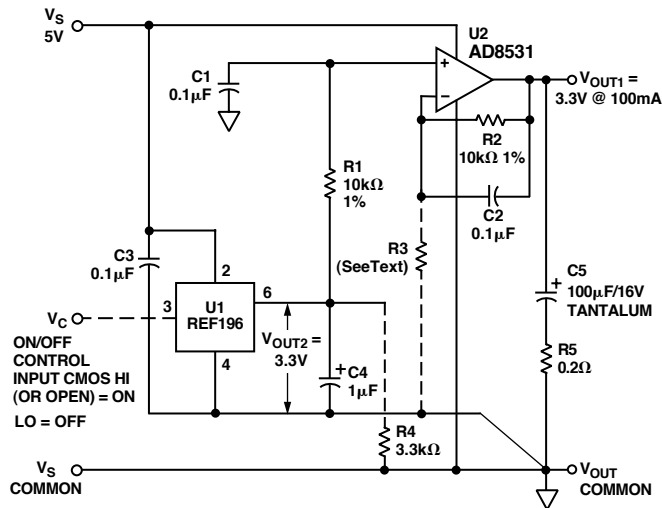 VS
5V
C1
0.1µF
U2
AD8531
+
−
VOUT1 =
3.3V @ 100mA
R2
10kΩ 1%
R1
10kΩ
1%
C2
0.1µF
C3
0.1µF
R3
(SeeText)
C5
+
100µF/16V
TANTALUM
2
3
6
U1
REF196
4
VC
ON/OFF
CONTROL
INPUT CMOS HI
(OR OPEN) = ON
LO = OFF
VOUT2 =
3.3V
+
C4
1µF
R5
0.2Ω
R4
3.3kΩ
VS
COMMON
VOUT
COMMON